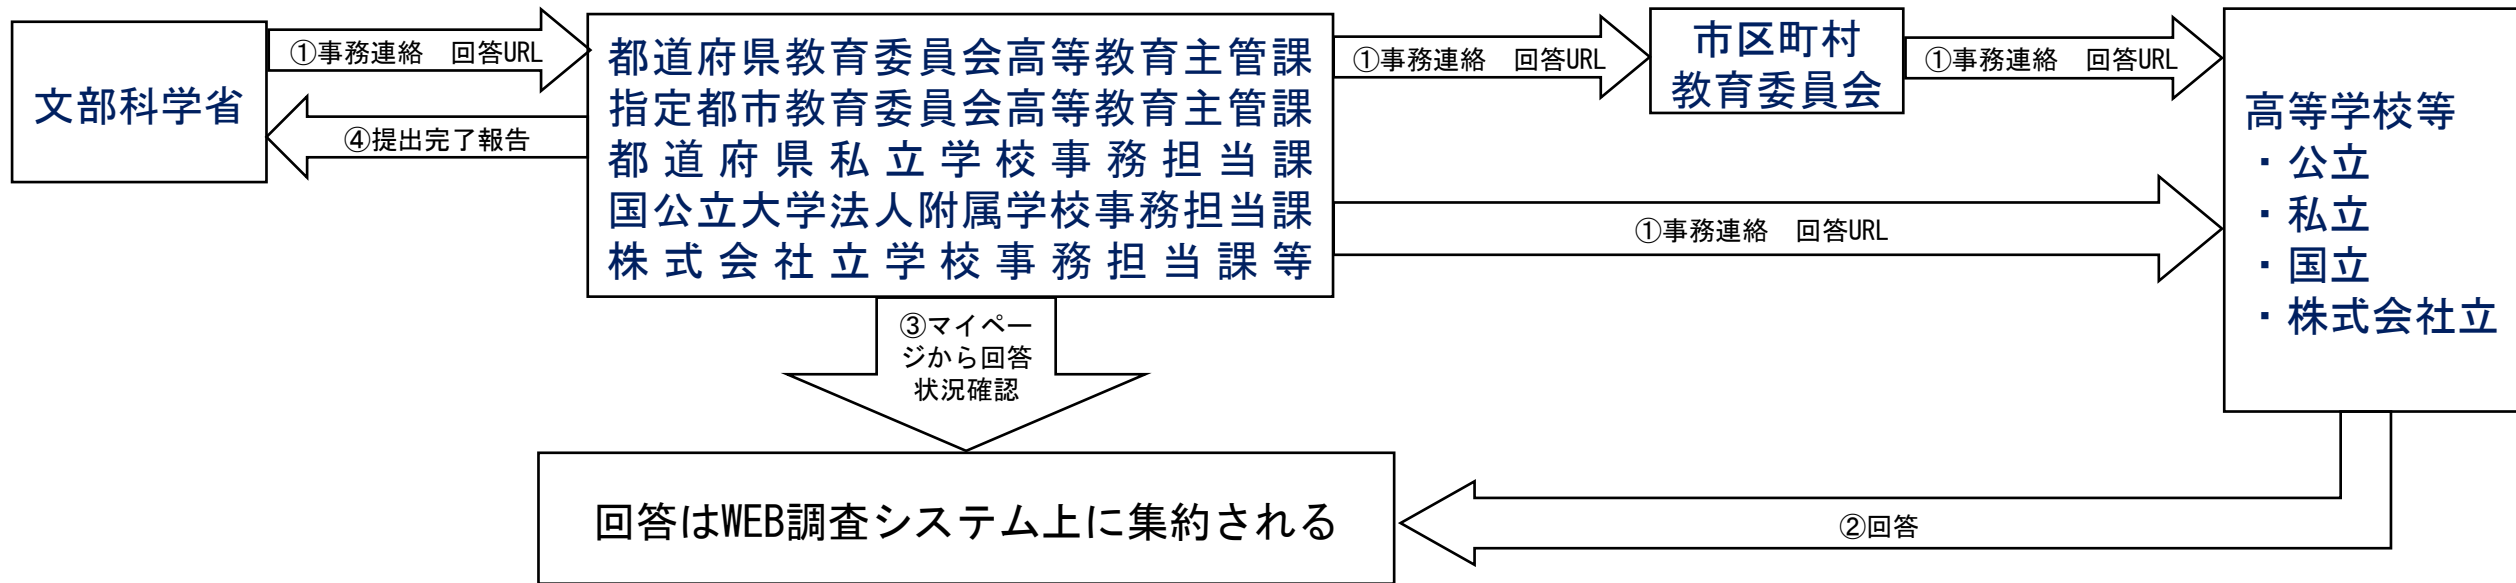 文部科学省
①事務連絡　回答URL
④提出完了報告
都道府県教育委員会高等教育主管課
指定都市教育委員会高等教育主管課
都道府県私立学校事務担当課
国公立大学法人附属学校事務担当課
株式会社立学校事務担当課等
①事務連絡　回答URL
市区町村
教育委員会
①事務連絡　回答URL
①事務連絡　回答URL
高等学校等
・公立
・私立
・国立
・株式会社立
③マイペー
ジから回答
状況確認
回答はWEB調査システム上に集約される
②回答